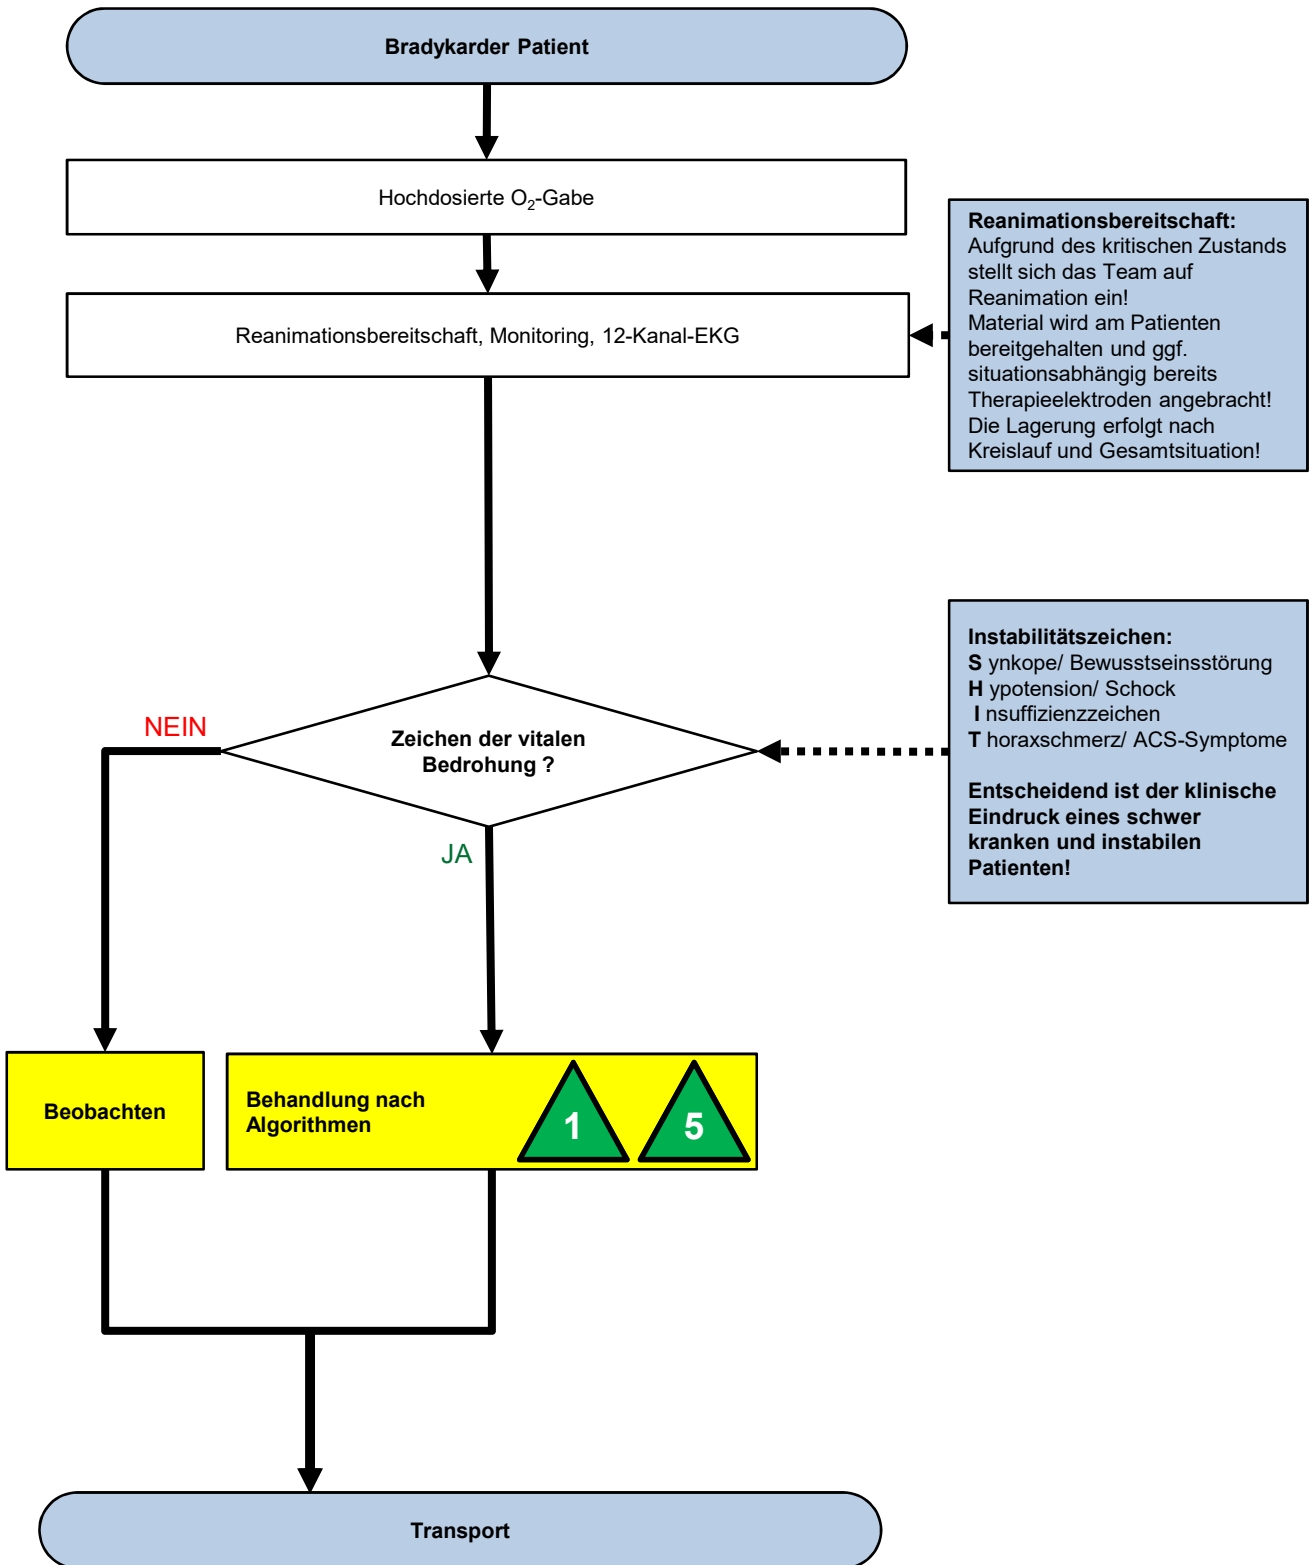 Bradykarder Patient
Hochdosierte O₂-Gabe
Reanimationsbereitschaft, Monitoring, 12-Kanal-EKG
Reanimationsbereitschaft:
Aufgrund des kritischen Zustands
stellt sich das Team auf
Reanimation ein!
Material wird am Patienten
bereitgehalten und ggf.
situationsabhängig bereits
Therapieelektroden angebracht!
Die Lagerung erfolgt nach
Kreislauf und Gesamtsituation!
Zeichen der vitalen
Bedrohung ?
NEIN
JA
Instabilitätszeichen:
S ynkope/ Bewusstseinsstörung
H ypotension/ Schock
I nsuffizienzzeichen
T horaxschmerz/ ACS-Symptome
Entscheidend ist der klinische
Eindruck eines schwer
kranken und instabilen
Patienten!
Beobachten
Behandlung nach
Algorithmen
1
5
Transport